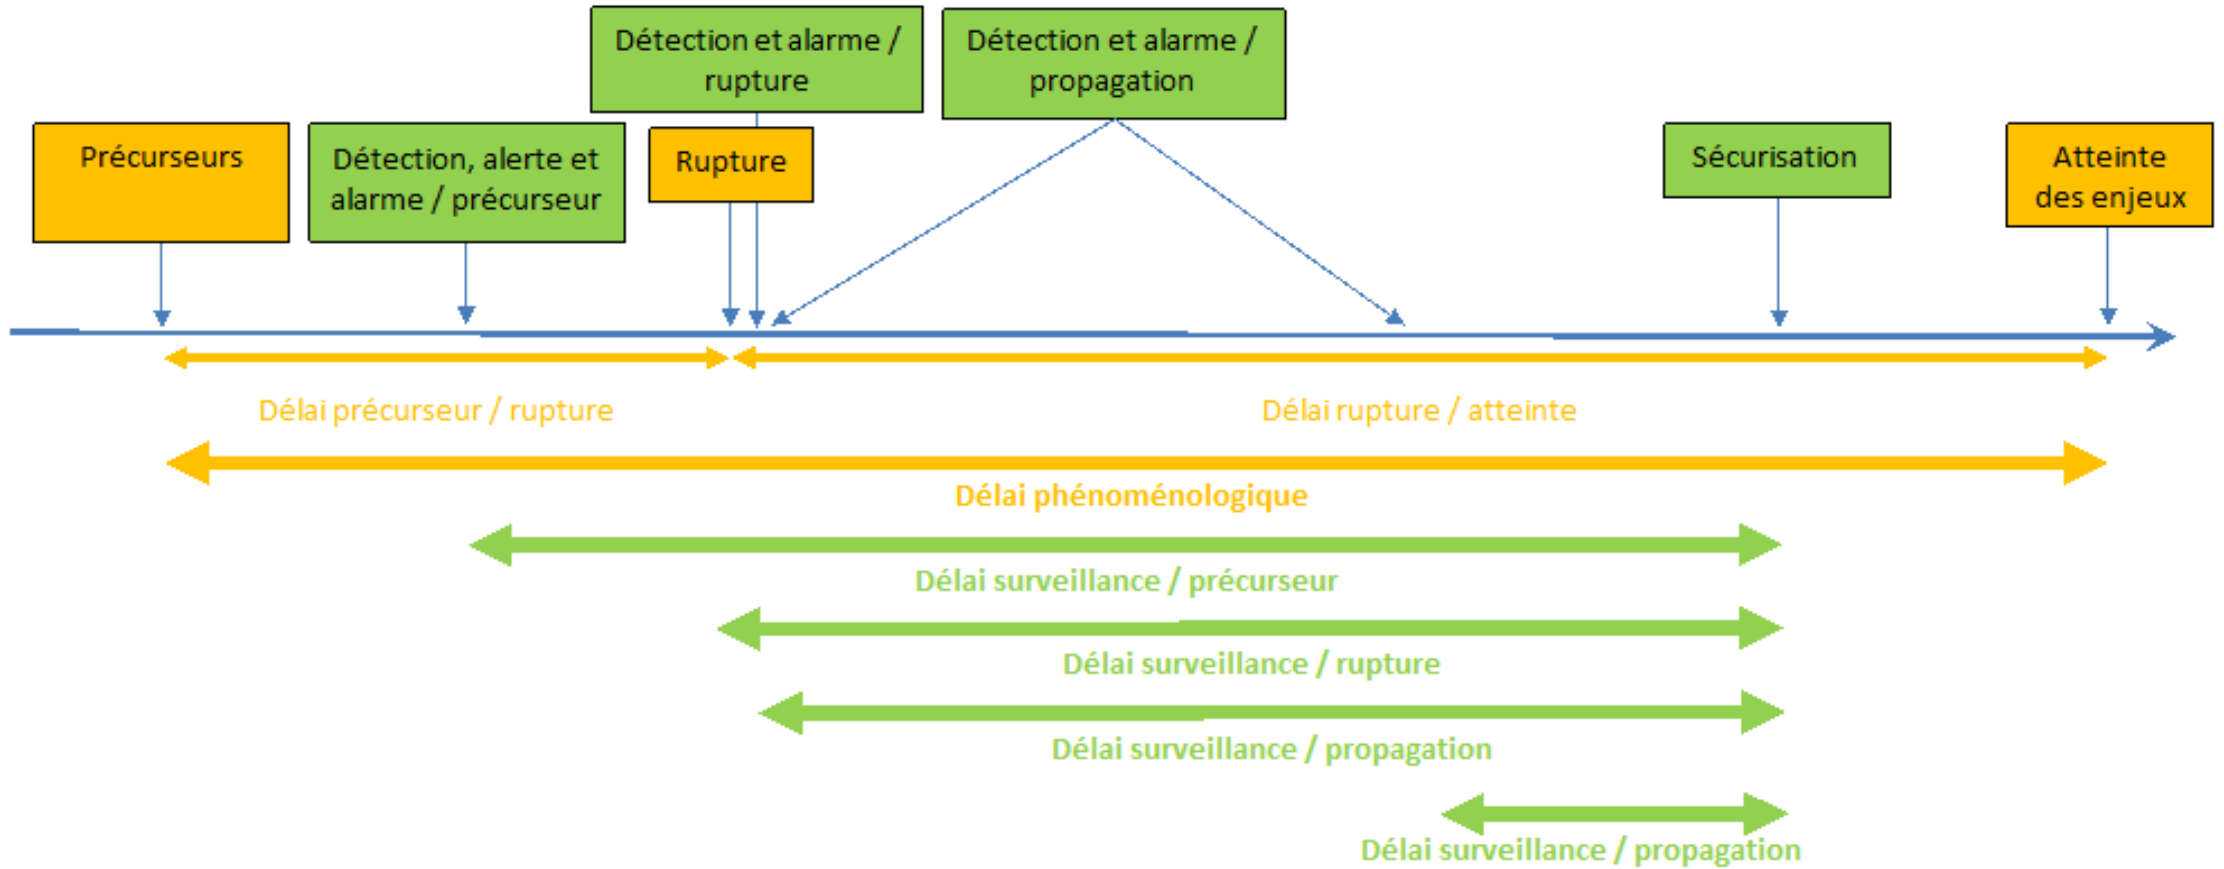 Détection et alarme /
rupture
Détection et alarme /
propagation
Précurseurs
Détection, alerte et
alarme / précurseur
Rupture
Sécurisation
Atteinte
des enjeux
Délai précurseur / rupture
Délai rupture / atteinte
Délai phénoménologique
Délai surveillance / précurseur
Délai surveillance / rupture
Délai surveillance / propagation
Délai surveillance / propagation